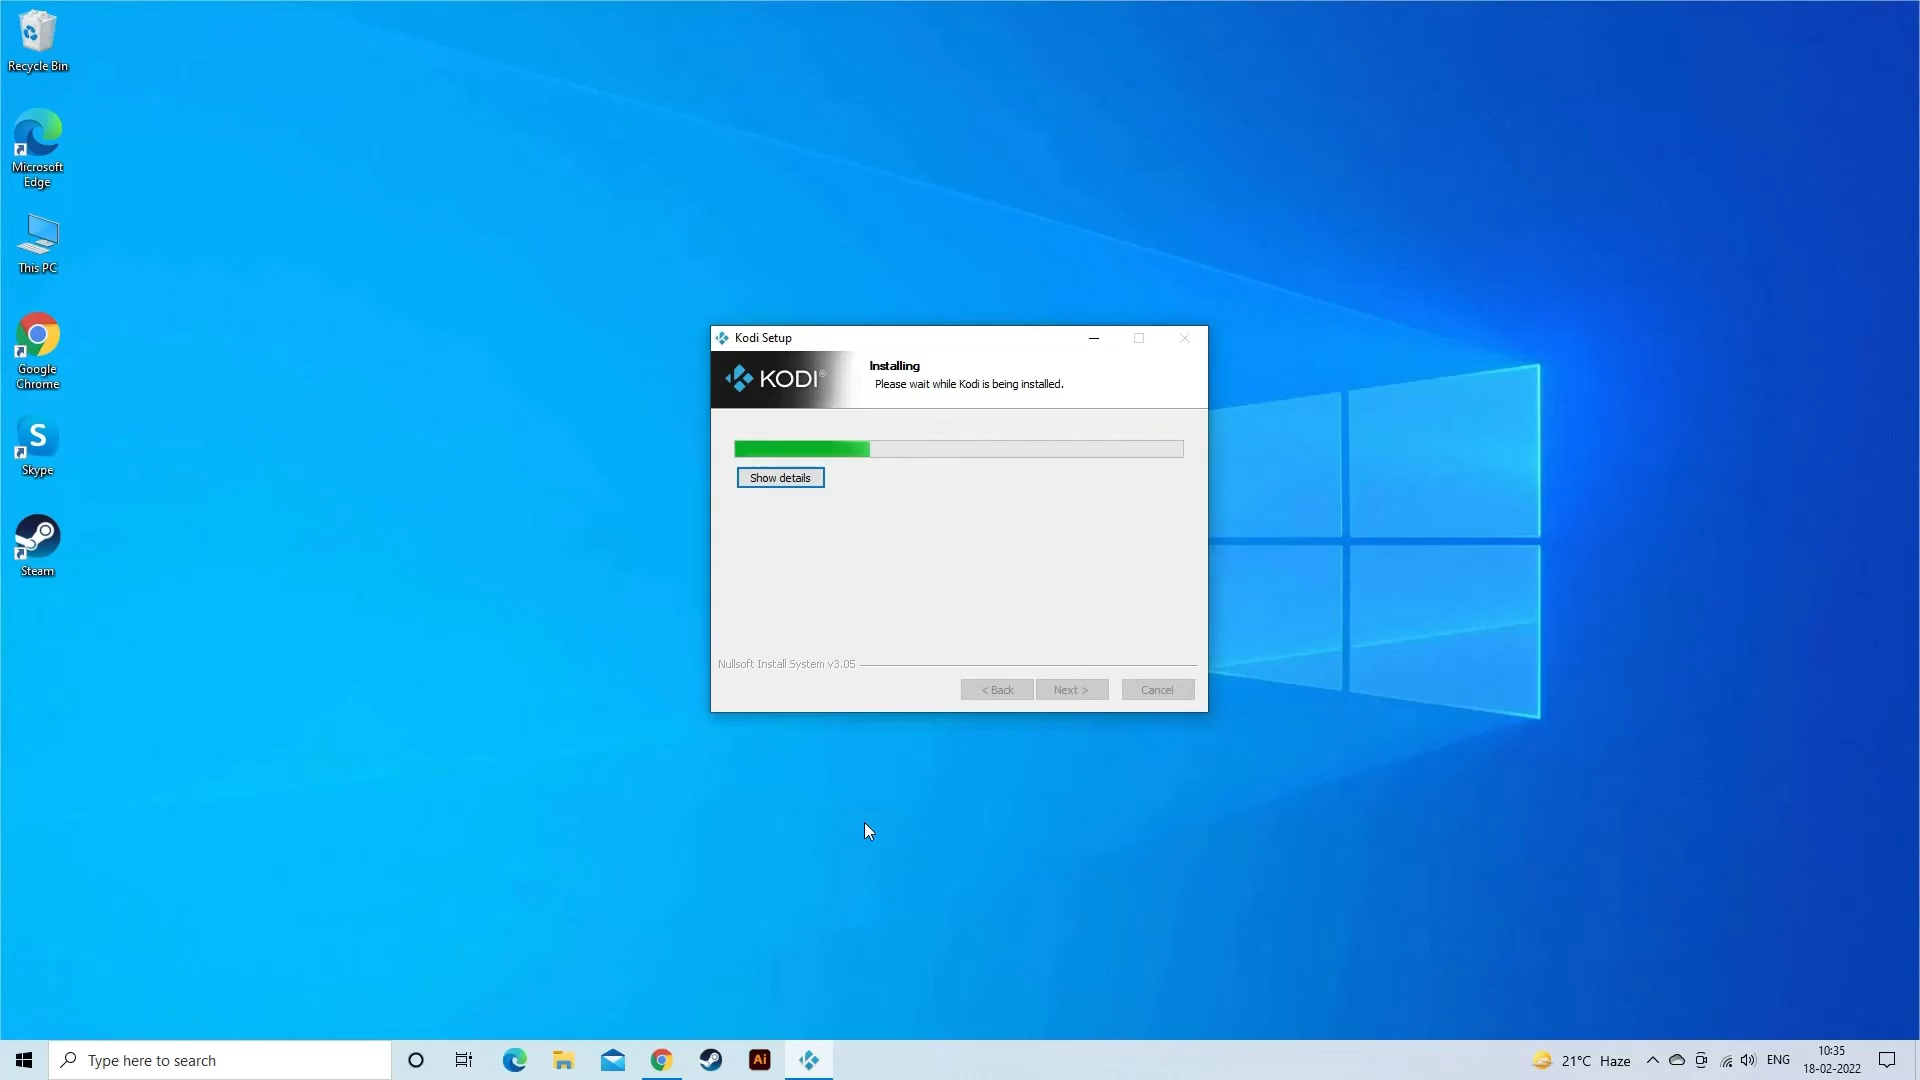 Recycle Bin
Microsoft
Edge
This PC
Google
Chrome
S
Skype
Steam
Kodi Setup
KODI®
Installing
Please wait while Kodi is being installed.
Show details
Nullsoft Install System v3.05
< Back
Next >
Cancel
Type here to search
Ai
21°C Haze
ENG
10:35
18-02-2022